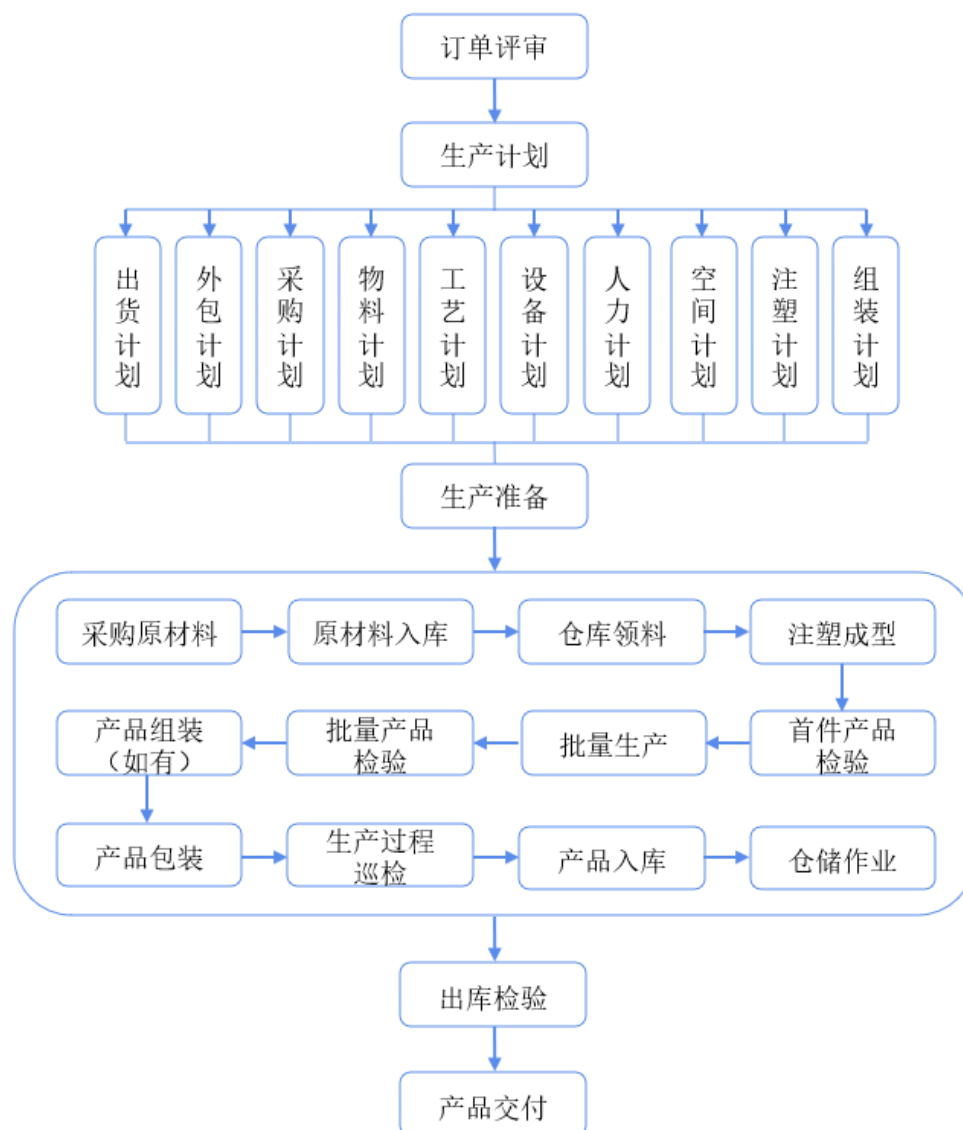 订单评审
生产计划
出货计划
外包计划
采购计划
物料计划
工艺计划
设备计划
人力计划
空间计划
注塑计划
组装计划
生产准备
采购原材料
原材料入库
仓库领料
注塑成型
首件产品
检验
批量生产
批量产品
检验
产品组装
（如有）
产品包装
生产过程
巡检
产品入库
仓储作业
出库检验
产品交付